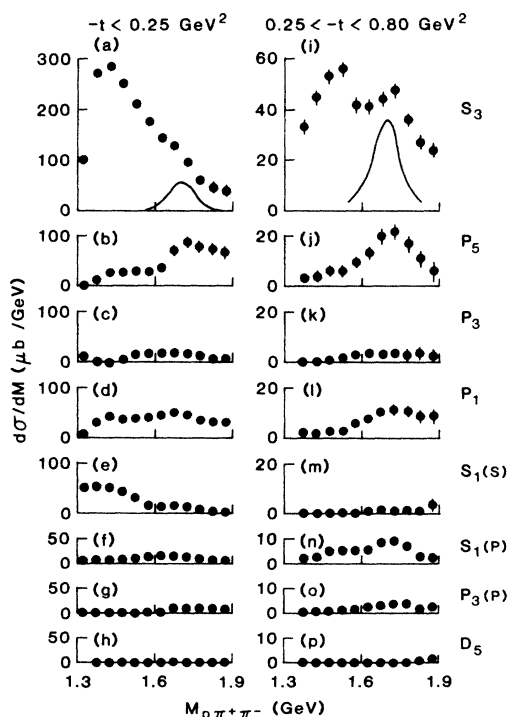 -t < 0.25 GeV² 0.25 < -t < 0.80 GeV²
(a) (i)
300 60
200 40 S₃
100 20
0 0
100 (b) 20 (j) P₅
0 0
100 (c) 20 (k) P₃
0 0
100 (d) 20 (l) P₁
0 0
100 (e) 20 (m) S₁(S)
0 0
50 (f) 10 (n) S₁(P)
0 0
50 (g) 10 (o) P₃(P)
0 0
50 (h) 10 (p) D₅
0 0
1.3 1.6 1.9 1.3 1.6 1.9
M p π⁺ π⁻ (GeV)
dσ/dM (μb/GeV)